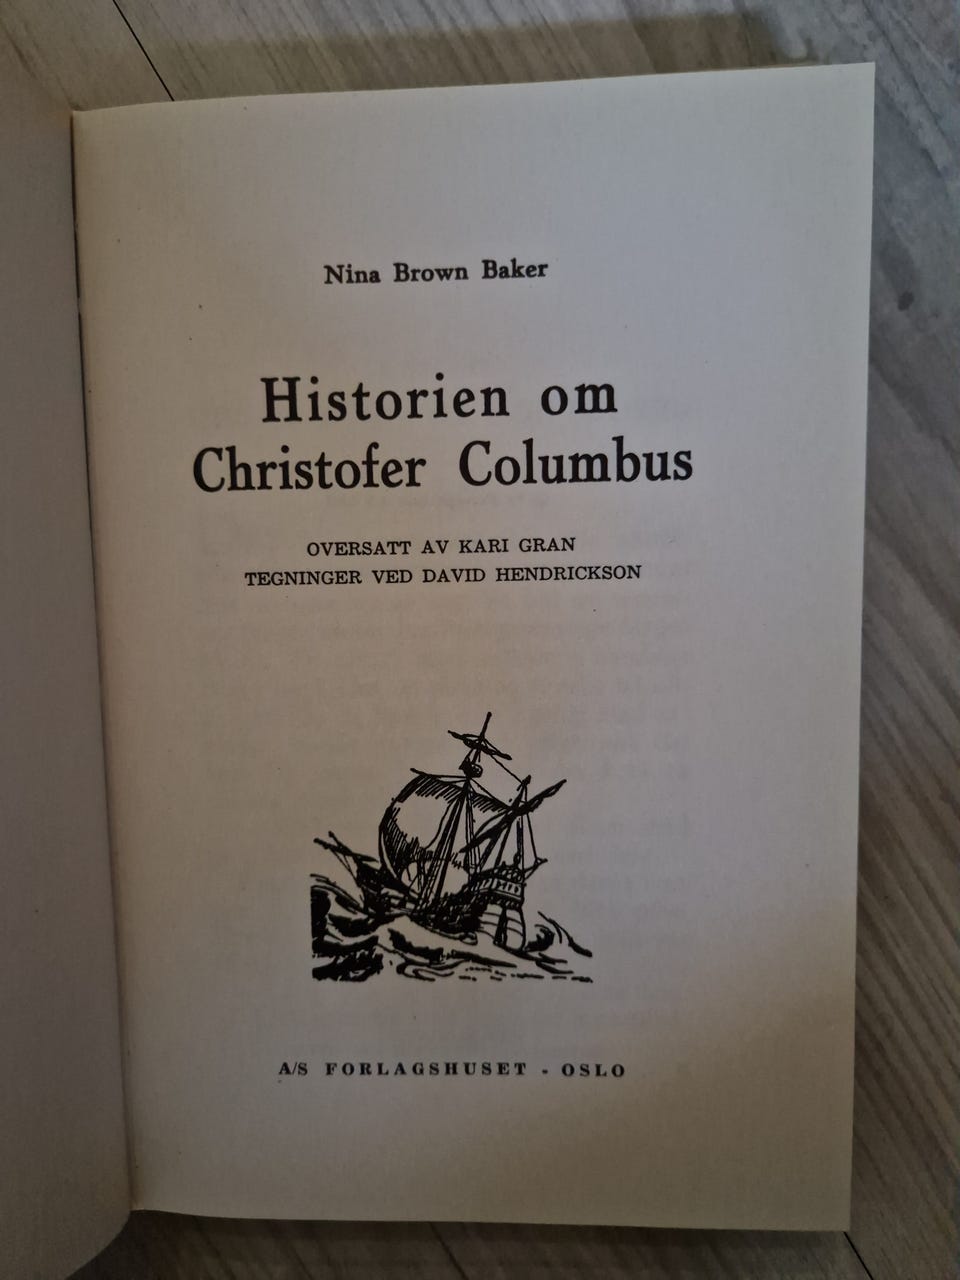 Nina Brown Baker
Historien om
Christofer Columbus
OVERSATT AV KARI GRAN
TEGNINGER VED DAVID HENDRICKSON
A/S FORLAGSHUSET - OSLO